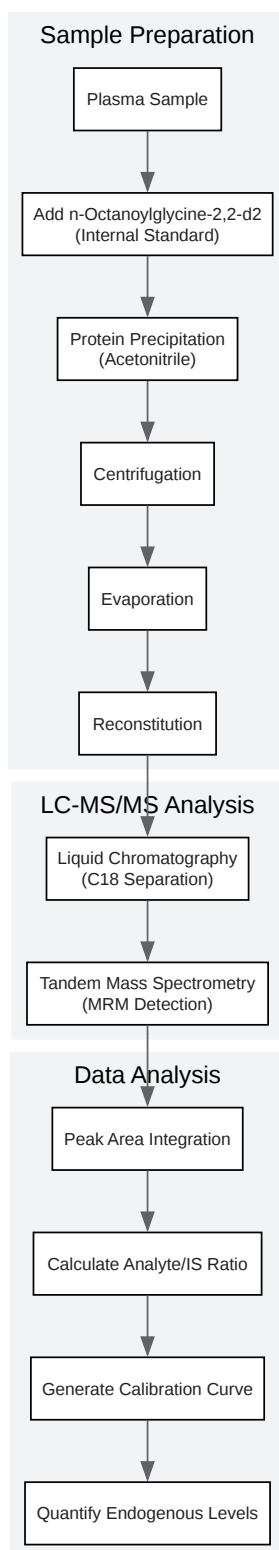 Sample Preparation
Plasma Sample
Add n-Octanoylglycine-2,2-d2
(Internal Standard)
Protein Precipitation
(Acetonitrile)
Centrifugation
Evaporation
Reconstitution
LC-MS/MS Analysis
Liquid Chromatography
(C18 Separation)
Tandem Mass Spectrometry
(MRM Detection)
Data Analysis
Peak Area Integration
Calculate Analyte/IS Ratio
Generate Calibration Curve
Quantify Endogenous Levels